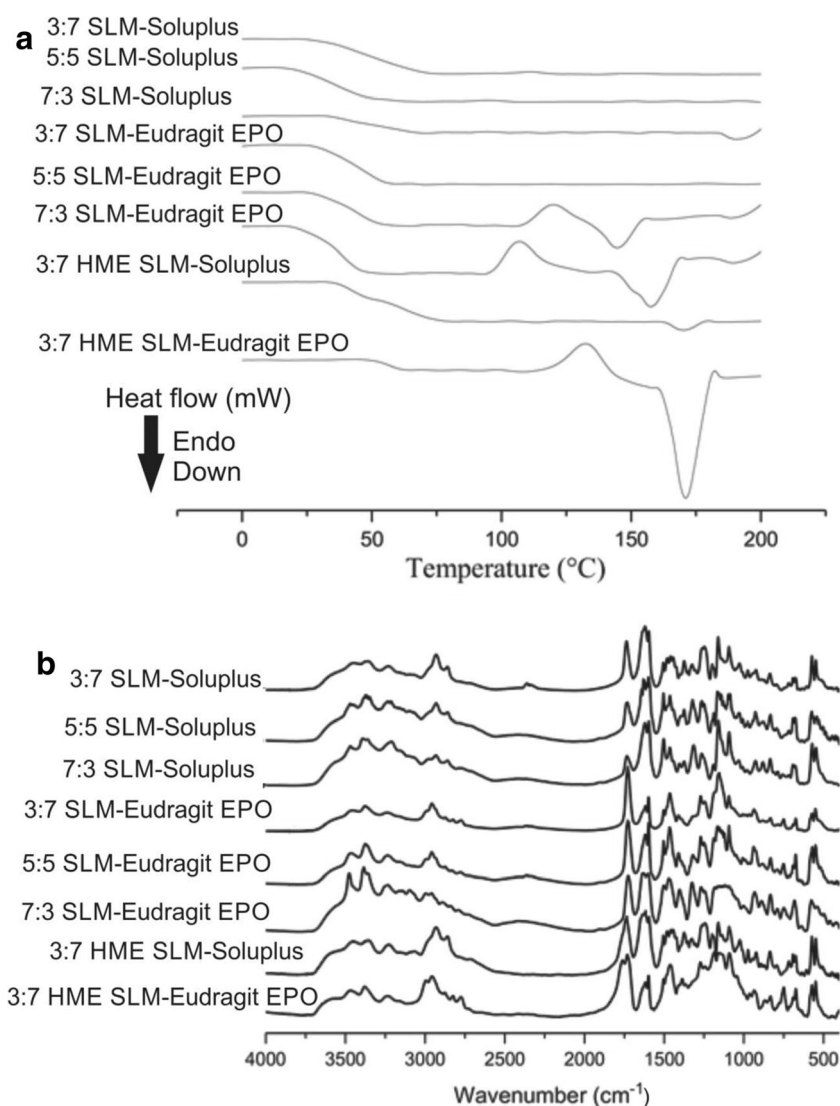 a
3:7 SLM-Soluplus
5:5 SLM-Soluplus
7:3 SLM-Soluplus
3:7 SLM-Eudragit EPO
5:5 SLM-Eudragit EPO
7:3 SLM-Eudragit EPO
3:7 HME SLM-Soluplus
3:7 HME SLM-Eudragit EPO
Heat flow (mW)
Endo
Down
0 50 100 150 200
Temperature (°C)
b
3:7 SLM-Soluplus
5:5 SLM-Soluplus
7:3 SLM-Soluplus
3:7 SLM-Eudragit EPO
5:5 SLM-Eudragit EPO
7:3 SLM-Eudragit EPO
3:7 HME SLM-Soluplus
3:7 HME SLM-Eudragit EPO
4000 3500 3000 2500 2000 1500 1000 500
Wavenumber (cm⁻¹)